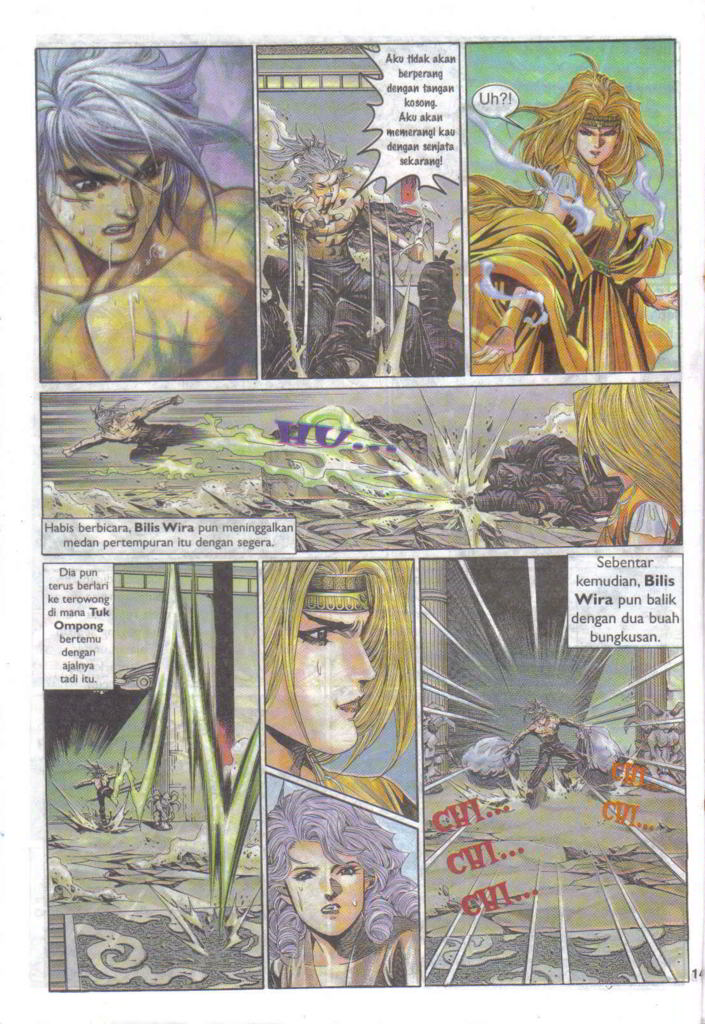 Aku tidak akan
berperang
dengan tangan
kosong.
Aku akan
memerangi kau
dengan senjata
sekarang!
Uh?!
HU...
Habis berbicara, Bilis Wira pun meninggalkan
medan pertempuran itu dengan segera.
Dia pun
terus berlari
ke terowong
di mana Tuk
Ompong
bertemu
dengan
ajalnya
tadi itu.
Sebentar
kemudian, Bilis
Wira pun balik
dengan dua buah
bungkusan.
CHI...
CHI...
CHI...
CHI...
CHI...
14